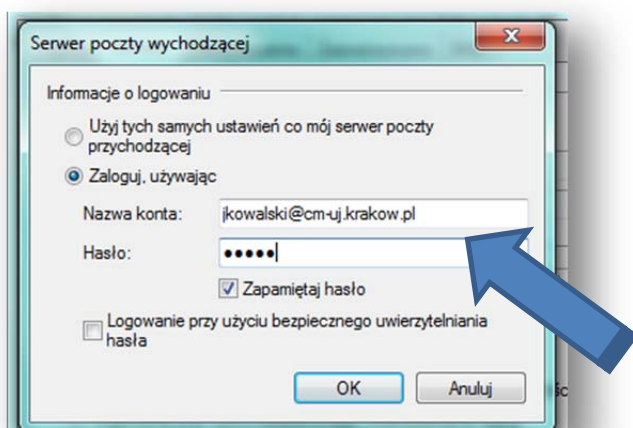 Serwer poczty wychodzącej
Informacje o logowaniu
Użyj tych samych ustawień co mój serwer poczty
przychodzącej
Zaloguj, używając
Nazwa konta: jkowalski@cm-uj.krakow.pl
Hasło: •••••
Zapamiętaj hasło
Logowanie przy użyciu bezpiecznego uwierzytelniania
hasła
OK Anuluj